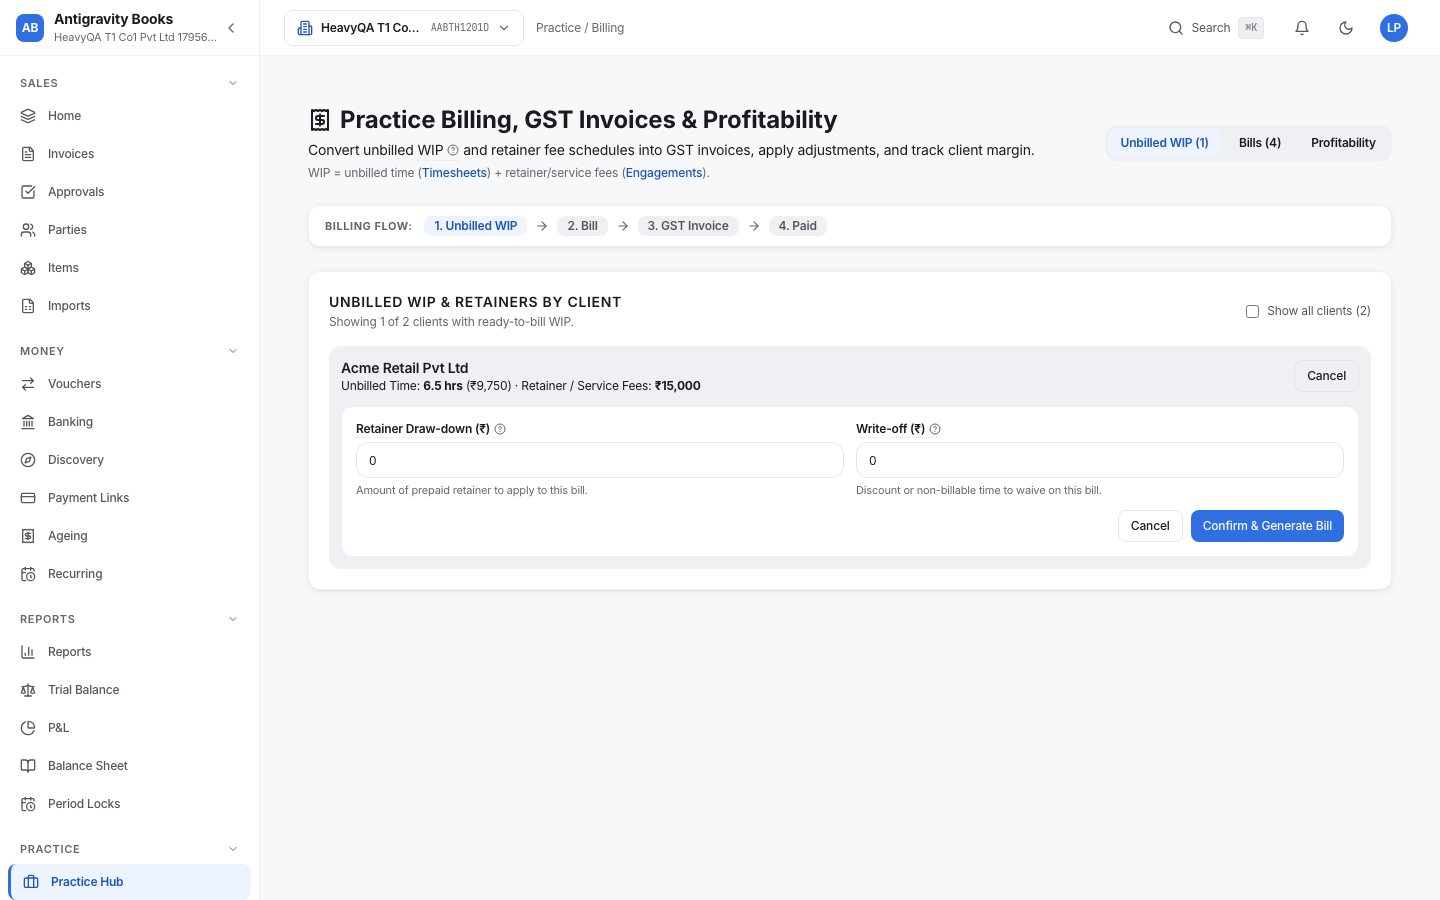 AB
Antigravity Books
HeavyQA T1 Co1 Pvt Ltd 17956...
SALES
Home
Invoices
Approvals
Parties
Items
Imports
MONEY
Vouchers
Banking
Discovery
Payment Links
Ageing
Recurring
REPORTS
Reports
Trial Balance
P&L
Balance Sheet
Period Locks
PRACTICE
Practice Hub
HeavyQA T1 Co... AABTH1201D
Practice / Billing
Search ⌘K
LP
Practice Billing, GST Invoices & Profitability
Convert unbilled WIP and retainer fee schedules into GST invoices, apply adjustments, and track client margin.
WIP = unbilled time (Timesheets) + retainer/service fees (Engagements).
Unbilled WIP (1) Bills (4) Profitability
BILLING FLOW: 1. Unbilled WIP → 2. Bill → 3. GST Invoice → 4. Paid
UNBILLED WIP & RETAINERS BY CLIENT
Showing 1 of 2 clients with ready-to-bill WIP.
Show all clients (2)
Acme Retail Pvt Ltd
Unbilled Time: 6.5 hrs (₹9,750) · Retainer / Service Fees: ₹15,000
Cancel
Retainer Draw-down (₹)
0
Amount of prepaid retainer to apply to this bill.
Write-off (₹)
0
Discount or non-billable time to waive on this bill.
Cancel
Confirm & Generate Bill